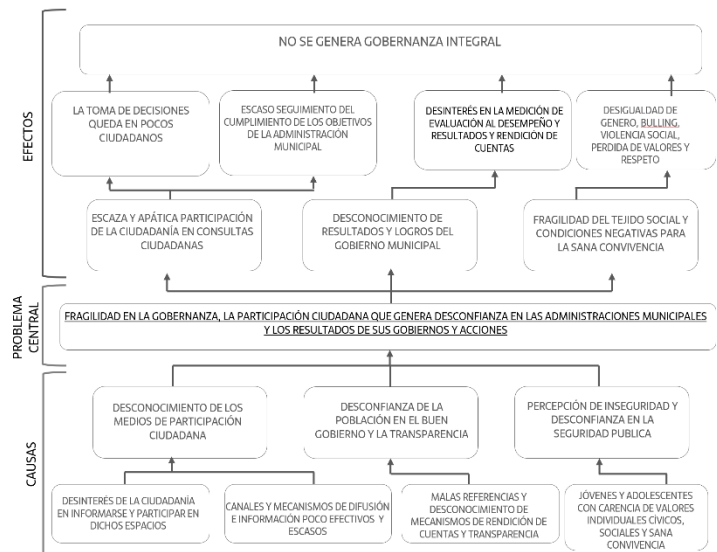 NO SE GENERA GOBERNANZA INTEGRAL
EFECTOS
LA TOMA DE DECISIONES
QUEDA EN POCOS
CIUDADANOS
ESCASO SEGUIMIENTO DEL
CUMPLIMIENTO DE LOS OBJETIVOS
DE LA ADMINISTRACIÓN
MUNICIPAL
DESINTERÉS EN LA MEDICIÓN DE
EVALUACIÓN AL DESEMPEÑO Y
RESULTADOS Y RENDICIÓN DE
CUENTAS
DESIGUALDAD DE
GENERO, BULLING,
VIOLENCIA SOCIAL,
PERDIDA DE VALORES Y
RESPETO
ESCAZA Y APÁTICA PARTICIPACIÓN
DE LA CIUDADANÍA EN CONSULTAS
CIUDADANAS
DESCONOCIMIENTO DE
RESULTADOS Y LOGROS DEL
GOBIERNO MUNICIPAL
FRAGILIDAD DEL TEJIDO SOCIAL Y
CONDICIONES NEGATIVAS PARA
LA SANA CONVIVENCIA
PROBLEMA
CENTRAL
FRAGILIDAD EN LA GOBERNANZA, LA PARTICIPACIÓN CIUDADANA QUE GENERA DESCONFIANZA EN LAS ADMINISTRACIONES MUNICIPALES
Y LOS RESULTADOS DE SUS GOBIERNOS Y ACCIONES
CAUSAS
DESCONOCIMIENTO DE LOS
MEDIOS DE PARTICIPACIÓN
CIUDADANA
DESCONFIANZA DE LA
POBLACIÓN EN EL BUEN
GOBIERNO Y LA TRANSPARENCIA
PERCEPCIÓN DE INSEGURIDAD Y
DESCONFIANZA EN LA
SEGURIDAD PUBLICA
DESINTERÉS DE LA CIUDADANÍA
EN INFORMARSE Y PARTICIPAR EN
DICHOS ESPACIOS
CANALES Y MECANISMOS DE DIFUSIÓN
E INFORMACIÓN POCO EFECTIVOS Y
ESCASOS
MALAS REFERENCIAS Y
DESCONOCIMIENTO DE
MECANISMOS DE RENDICIÓN DE
CUENTAS Y TRANSPARENCIA
JÓVENES Y ADOLESCENTES
CON CARENCIA DE VALORES
INDIVIDUALES CÍVICOS,
SOCIALES Y SANA
CONVIVENCIA